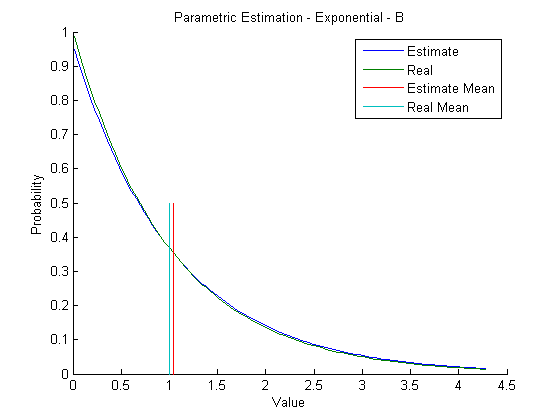 Parametric Estimation - Exponential - B
1
0.9
0.8
0.7
0.6
0.5
0.4
0.3
0.2
0.1
0
Probability
Estimate
Real
Estimate Mean
Real Mean
0 0.5 1 1.5 2 2.5 3 3.5 4 4.5
Value